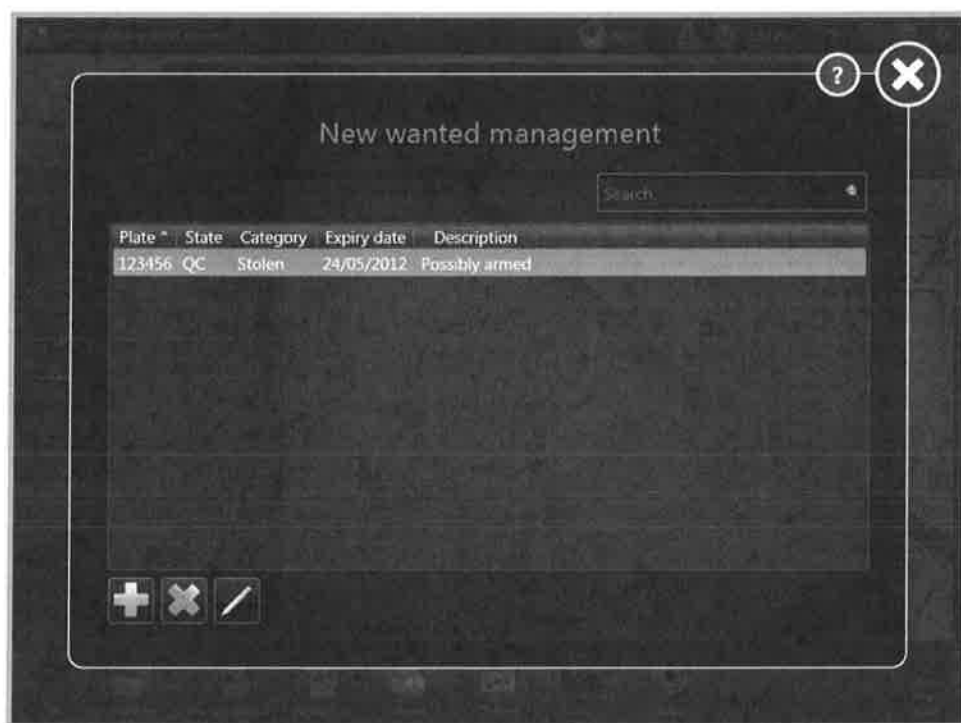 ?
New wanted management
Search
Plate ^ State Category Expiry date Description
123456 QC Stolen 24/05/2012 Possibly armed